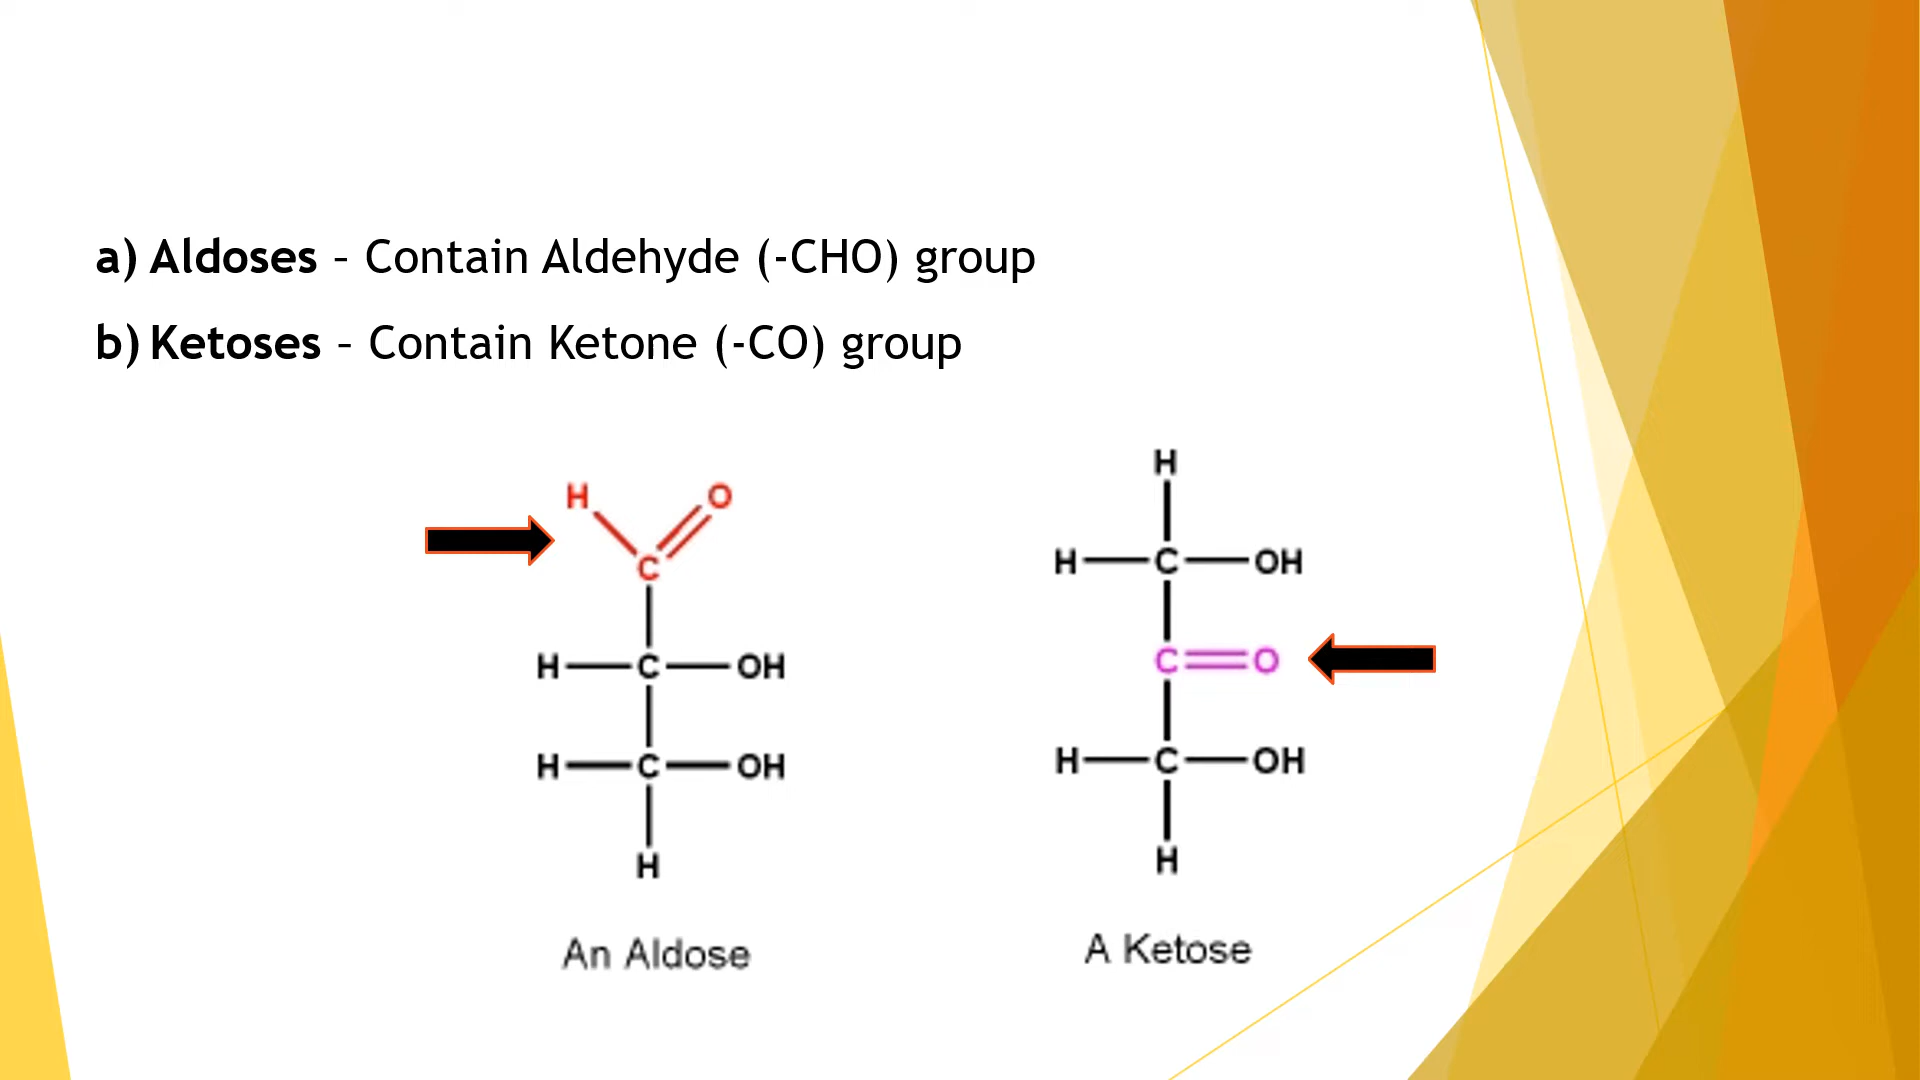 a) Aldoses – Contain Aldehyde (-CHO) group
b) Ketoses – Contain Ketone (-CO) group
H O
C
H C OH
H C OH
H
An Aldose
H
H C OH
C O
H C OH
H
A Ketose